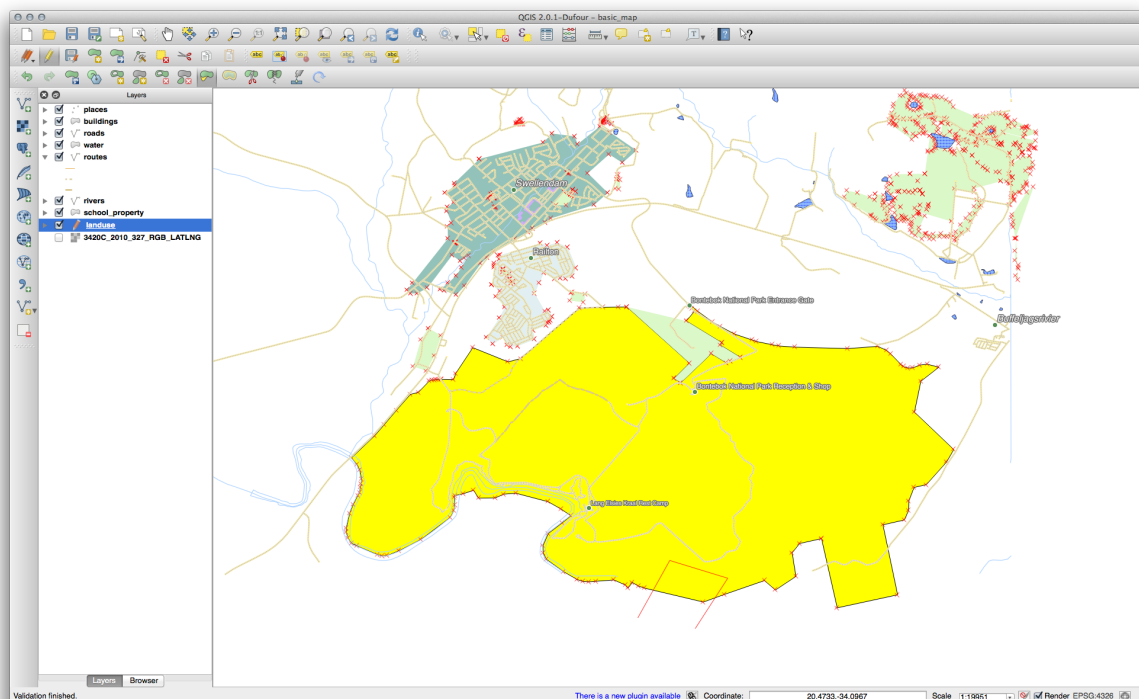 QGIS 2.0.1-Dufour - basic_map
Layers
places
buildings
roads
water
routes
rivers
school_property
landuse
3420C_2010_327_RGB_LATLNG
Swellendam
Railton
Bontebok National Park Entrance Gate
Buffeljagsrivier
Bontebok National Park Reception & Shop
Lang Elsies Kraal Rest Camp
Layers
Browser
Validation finished.
There is a new plugin available
Coordinate:
20.4733,-34.0967
Scale
1:19951
Render
EPSG:4326